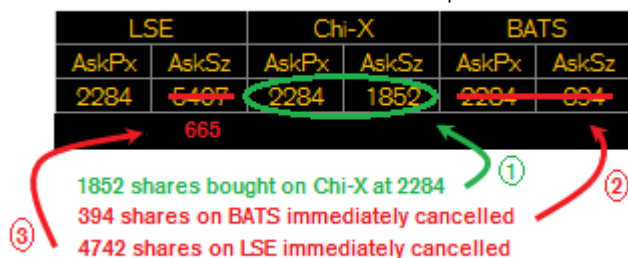 LSE Chi-X BATS
AskPx AskSz AskPx AskSz AskPx AskSz
2284 5407 2284 1852 2284 394
665
1
1852 shares bought on Chi-X at 2284
2
394 shares on BATS immediately cancelled
3
4742 shares on LSE immediately cancelled